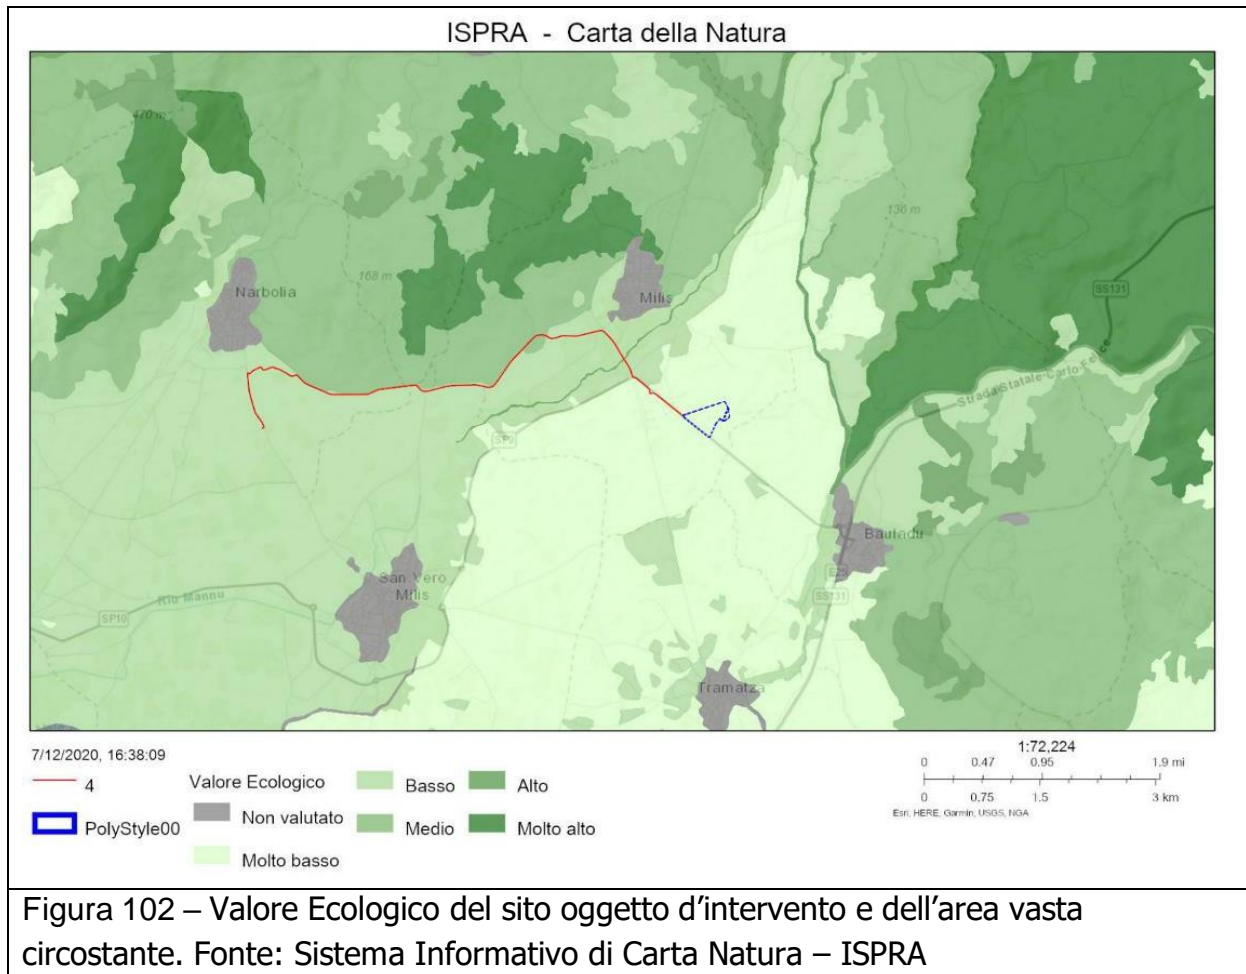 ISPRA - Carta della Natura
470 m
136 m
Narbolia
168 m
Milis
SS131
Strada Statale Carlo Felice
SP9
Bauladu
E25
SS131
San Vero
Milis
Riu Mannu
SP10
Tramatza
7/12/2020, 16:38:09
4
PolyStyle00
Valore Ecologico
Non valutato
Molto basso
Basso
Medio
Alto
Molto alto
1:72,224
0 0.47 0.95 1.9 mi
0 0.75 1.5 3 km
Esri, HERE, Garmin, USGS, NGA
Figura 102 – Valore Ecologico del sito oggetto d'intervento e dell'area vasta
circostante. Fonte: Sistema Informativo di Carta Natura – ISPRA